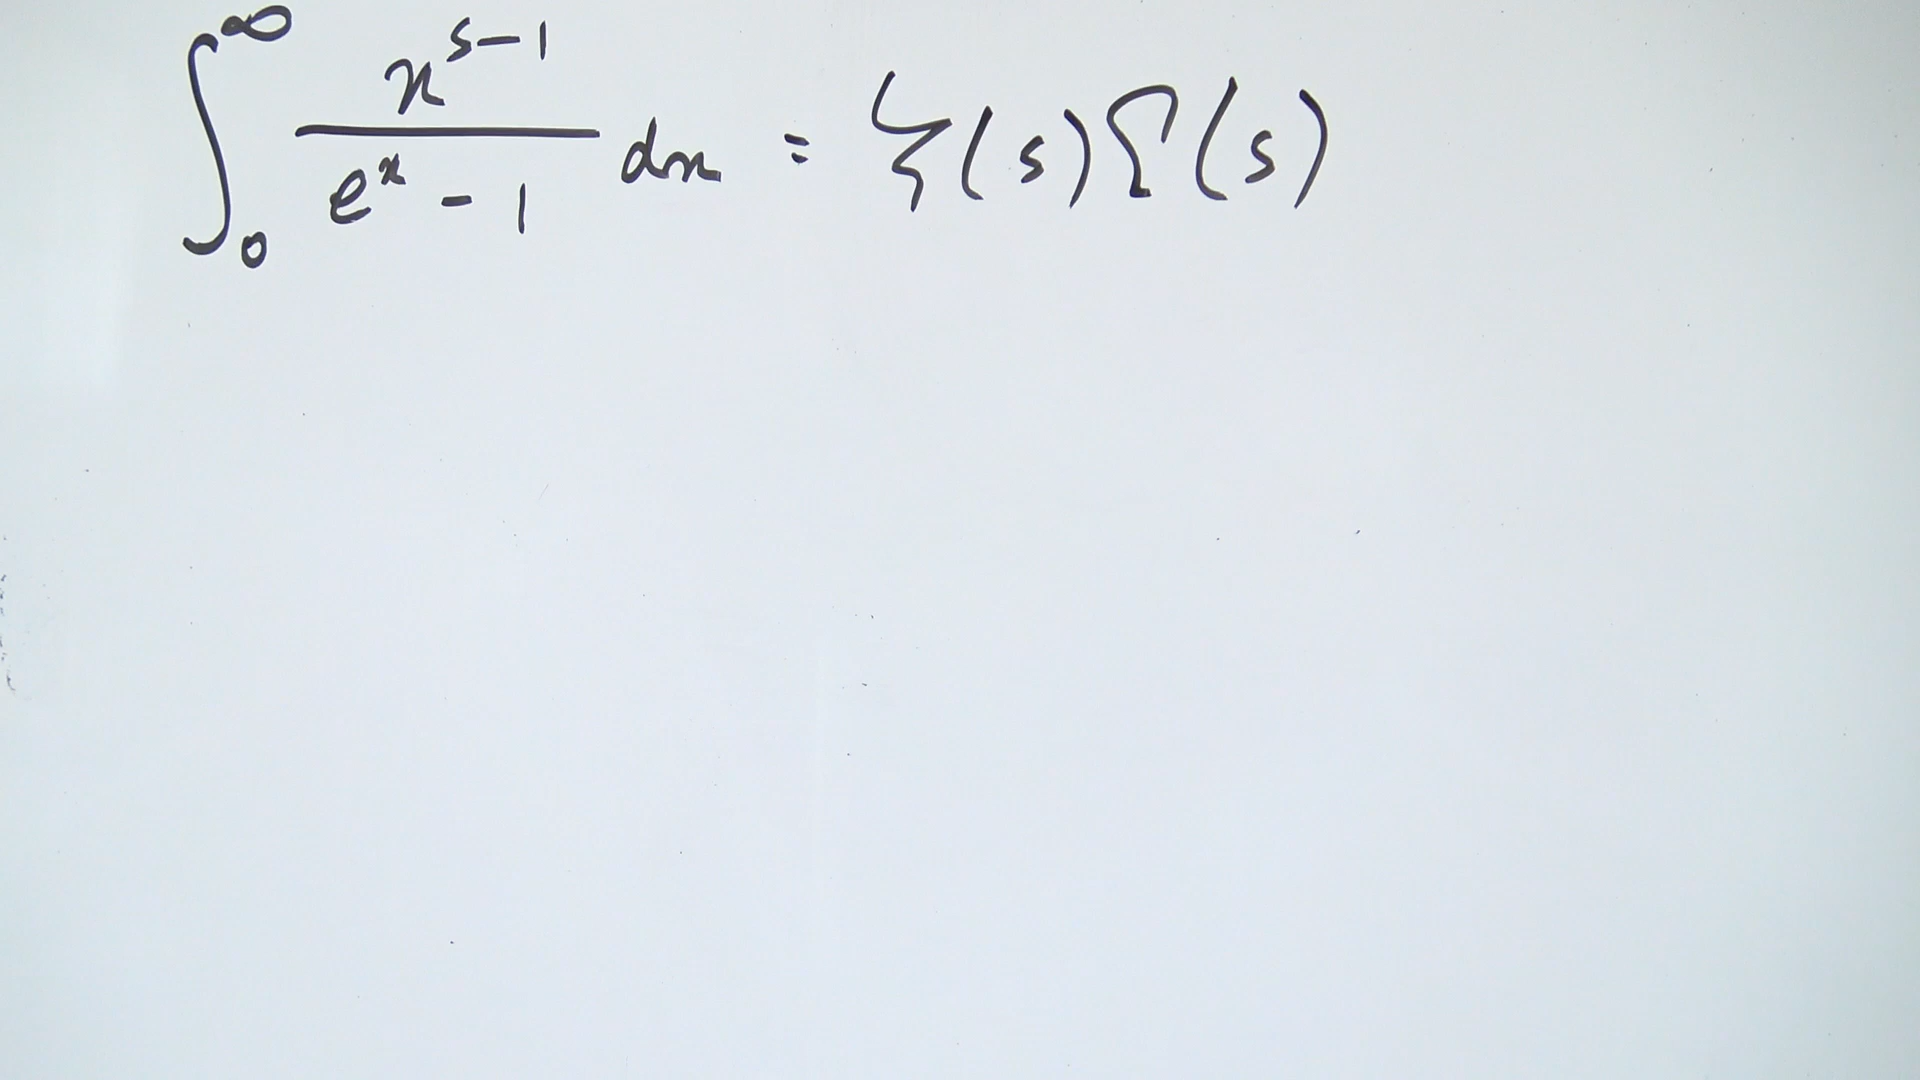 ∫₀^∞ x^(s-1) / (e^x - 1) dx = ζ(s)Γ(s)